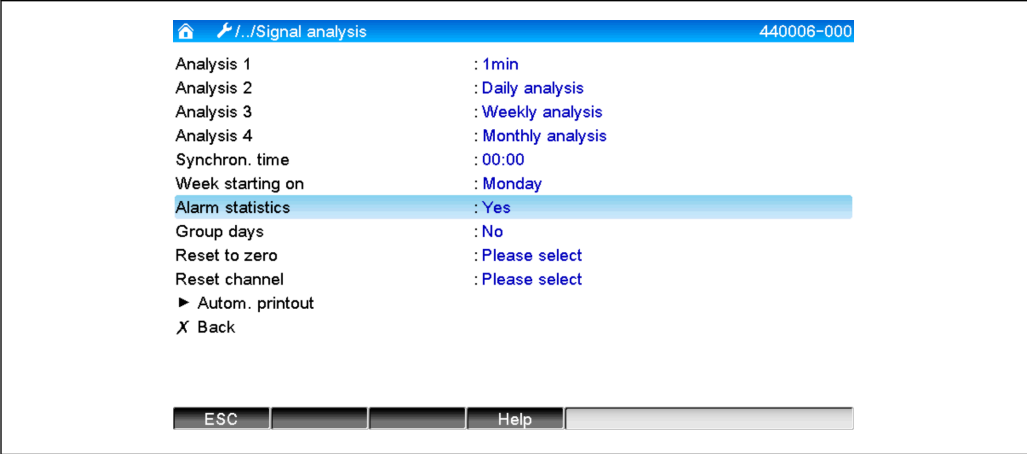 /../Signal analysis 440006-000
Analysis 1 : 1min
Analysis 2 : Daily analysis
Analysis 3 : Weekly analysis
Analysis 4 : Monthly analysis
Synchron. time : 00:00
Week starting on : Monday
Alarm statistics : Yes
Group days : No
Reset to zero : Please select
Reset channel : Please select
► Autom. printout
X Back
ESC Help